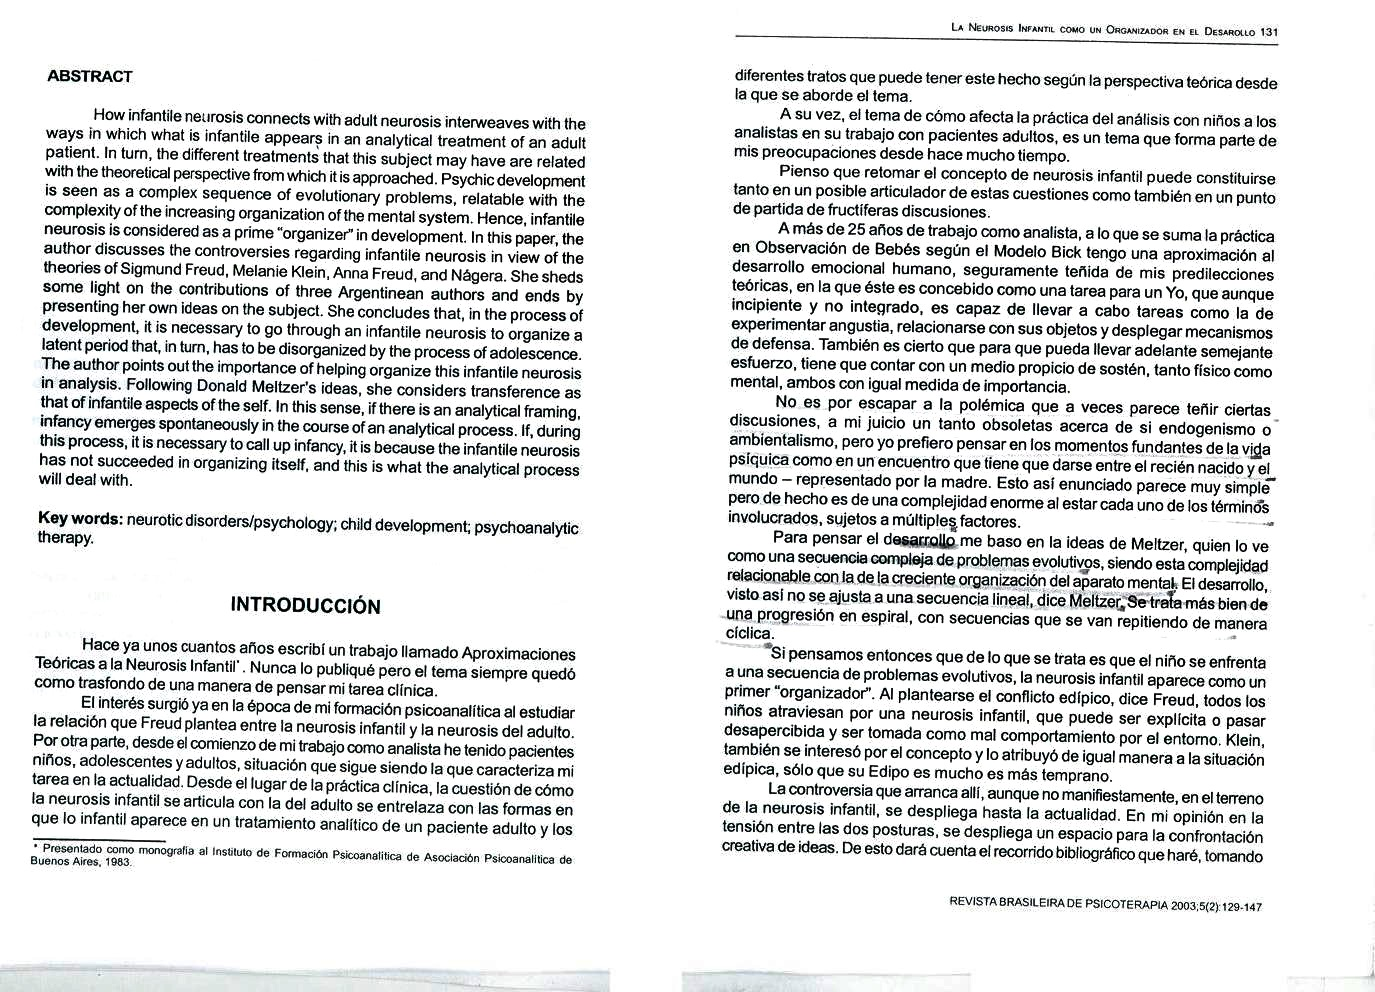 ABSTRACT
How infantile neurosis connects with adult neurosis interweaves with the
ways in which what is infantile appears in an analytical treatment of an adult
patient. In turn, the different treatments that this subject may have are related
with the theoretical perspective from which it is approached. Psychic development
is seen as a complex sequence of evolutionary problems, relatable with the
complexity of the increasing organization of the mental system. Hence, infantile
neurosis is considered as a prime "organizer" in development. In this paper, the
author discusses the controversies regarding infantile neurosis in view of the
theories of Sigmund Freud, Melanie Klein, Anna Freud, and Nágera. She sheds
some light on the contributions of three Argentinean authors and ends by
presenting her own ideas on the subject. She concludes that, in the process of
development, it is necessary to go through an infantile neurosis to organize a
latent period that, in turn, has to be disorganized by the process of adolescence.
The author points out the importance of helping organize this infantile neurosis
in analysis. Following Donald Meltzer's ideas, she considers transference as
that of infantile aspects of the self. In this sense, if there is an analytical framing,
infancy emerges spontaneously in the course of an analytical process. If, during
this process, it is necessary to call up infancy, it is because the infantile neurosis
has not succeeded in organizing itself, and this is what the analytical process
will deal with.
Key words: neurotic disorders/psychology; child development; psychoanalytic
therapy.
INTRODUCCIÓN
Hace ya unos cuantos años escribí un trabajo llamado Aproximaciones
Teóricas a la Neurosis Infantil*. Nunca lo publiqué pero el tema siempre quedó
como trasfondo de una manera de pensar mi tarea clínica.
El interés surgió ya en la época de mi formación psicoanalítica al estudiar
la relación que Freud plantea entre la neurosis infantil y la neurosis del adulto.
Por otra parte, desde el comienzo de mi trabajo como analista he tenido pacientes
niños, adolescentes y adultos, situación que sigue siendo la que caracteriza mi
tarea en la actualidad. Desde el lugar de la práctica clínica, la cuestión de cómo
la neurosis infantil se articula con la del adulto se entrelaza con las formas en
que lo infantil aparece en un tratamiento analítico de un paciente adulto y los
* Presentado como monografia al Instituto de Formación Psicoanalítica de Asociación Psicoanalítica de
Buenos Aires, 1983.
LA NEUROSIS INFANTIL COMO UN ORGANIZADOR EN EL DESAROLLO 131
diferentes tratos que puede tener este hecho según la perspectiva teórica desde
la que se aborde el tema.
A su vez, el tema de cómo afecta la práctica del análisis con niños a los
analistas en su trabajo con pacientes adultos, es un tema que forma parte de
mis preocupaciones desde hace mucho tiempo.
Pienso que retomar el concepto de neurosis infantil puede constituirse
tanto en un posible articulador de estas cuestiones como también en un punto
de partida de fructíferas discusiones.
A más de 25 años de trabajo como analista, a lo que se suma la práctica
en Observación de Bebés según el Modelo Bick tengo una aproximación al
desarrollo emocional humano, seguramente teñida de mis predilecciones
teóricas, en la que éste es concebido como una tarea para un Yo, que aunque
incipiente y no integrado, es capaz de llevar a cabo tareas como la de
experimentar angustia, relacionarse con sus objetos y desplegar mecanismos
de defensa. También es cierto que para que pueda llevar adelante semejante
esfuerzo, tiene que contar con un medio propicio de sostén, tanto físico como
mental, ambos con igual medida de importancia.
No es por escapar a la polémica que a veces parece teñir ciertas
discusiones, a mi juicio un tanto obsoletas acerca de si endogenismo o
ambientalismo, pero yo prefiero pensar en los momentos fundantes de la vida
psíquica como en un encuentro que tiene que darse entre el recién nacido y el
mundo – representado por la madre. Esto así enunciado parece muy simple
pero de hecho es de una complejidad enorme al estar cada uno de los términos
involucrados, sujetos a múltiples factores.
Para pensar el desarrollo me baso en la ideas de Meltzer, quien lo ve
como una secuencia compleja de problemas evolutivos, siendo esta complejidad
relacionable con la de la creciente organización del aparato mental. El desarrollo,
visto así no se ajusta a una secuencia lineal, dice Meltzer. Se trata más bien de
una progresión en espiral, con secuencias que se van repitiendo de manera
cíclica.
Si pensamos entonces que de lo que se trata es que el niño se enfrenta
a una secuencia de problemas evolutivos, la neurosis infantil aparece como un
primer "organizador". Al plantearse el conflicto edípico, dice Freud, todos los
niños atraviesan por una neurosis infantil, que puede ser explícita o pasar
desapercibida y ser tomada como mal comportamiento por el entorno. Klein,
también se interesó por el concepto y lo atribuyó de igual manera a la situación
edípica, sólo que su Edipo es mucho es más temprano.
La controversia que arranca allí, aunque no manifiestamente, en el terreno
de la neurosis infantil, se despliega hasta la actualidad. En mi opinión en la
tensión entre las dos posturas, se despliega un espacio para la confrontación
creativa de ideas. De esto dará cuenta el recorrido bibliográfico que haré, tomando
REVISTA BRASILEIRA DE PSICOTERAPIA 2003;5(2):129-147